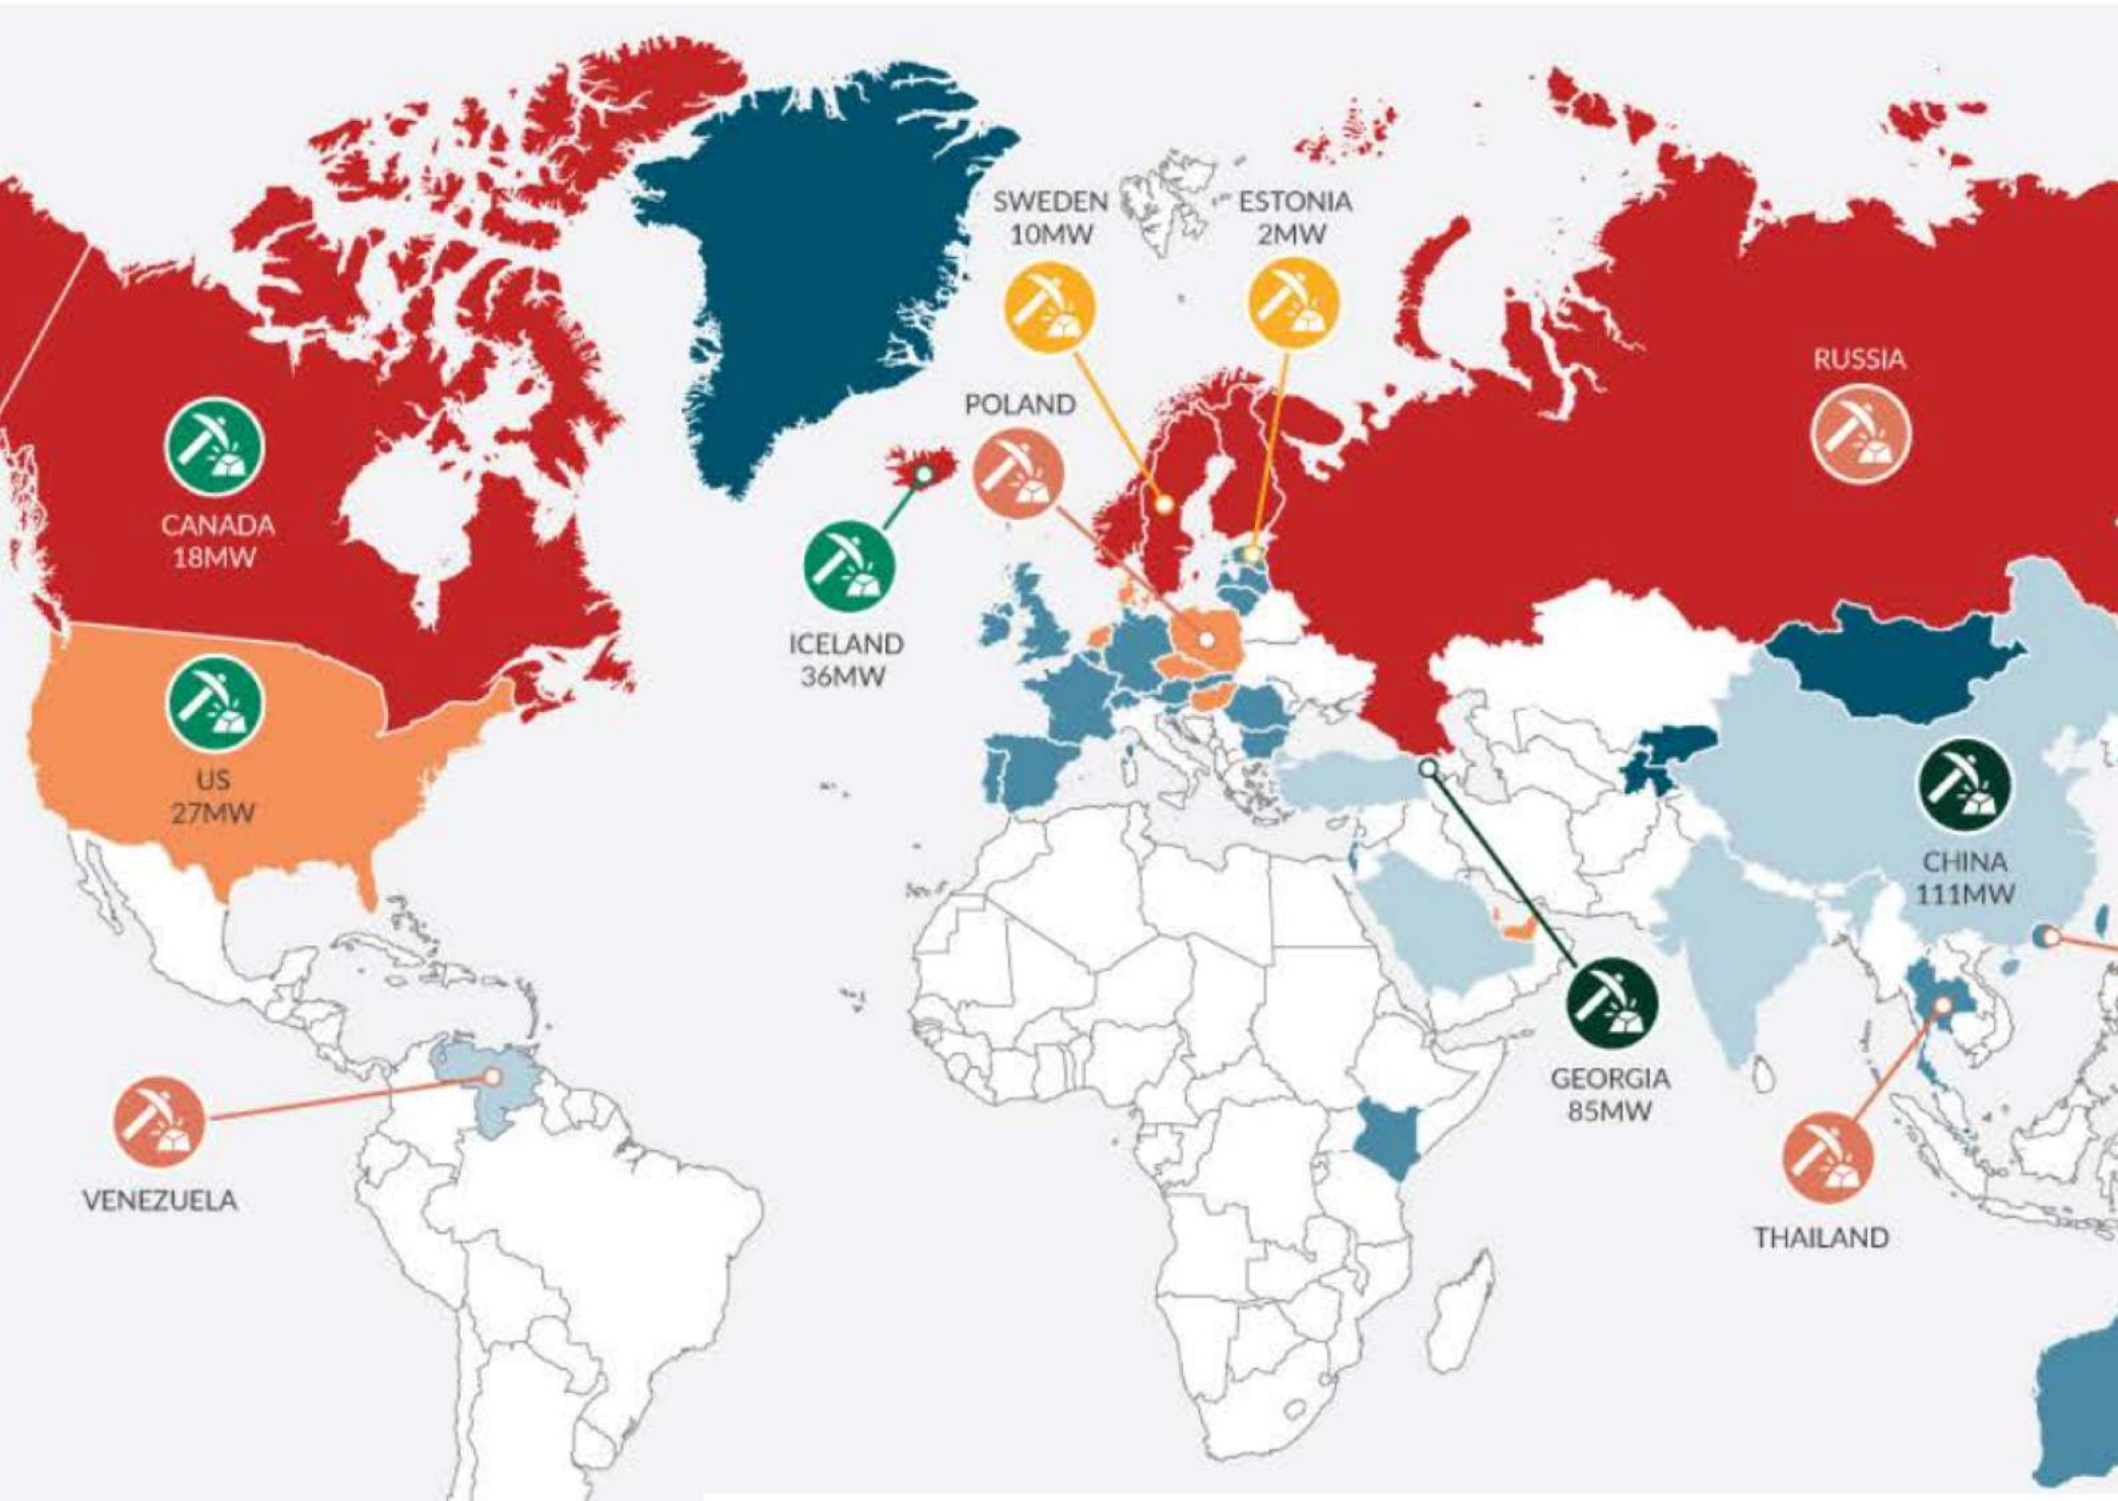 SWEDEN
10MW
ESTONIA
2MW
RUSSIA
POLAND
CANADA
18MW
ICELAND
36MW
US
27MW
CHINA
111MW
GEORGIA
85MW
VENEZUELA
THAILAND